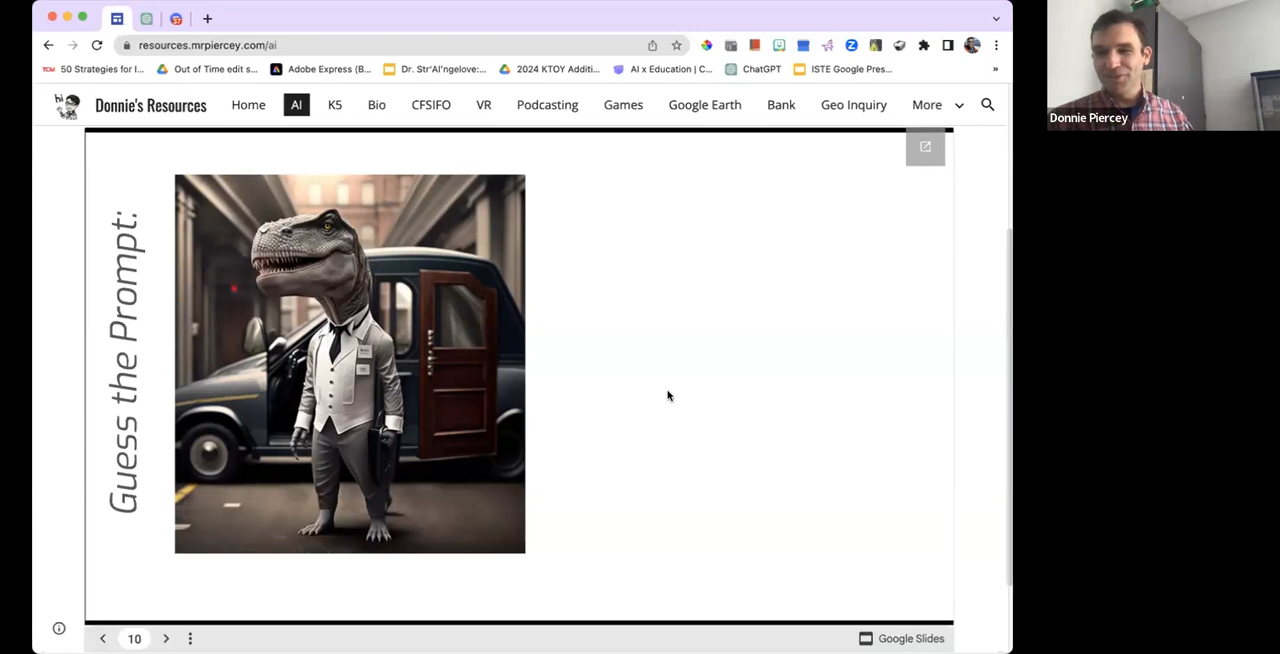 resources.mrpiercey.com/ai
TCM 50 Strategies for I... Out of Time edit s... Adobe Express (B... Dr. Str'AI'ngelove:... 2024 KTOY Additi... AI x Education | C... ChatGPT ISTE Google Pres... »
hi
Donnie's Resources Home AI K5 Bio CFSIFO VR Podcasting Games Google Earth Bank Geo Inquiry More
Guess the Prompt:
10
Google Slides
Donnie Piercey